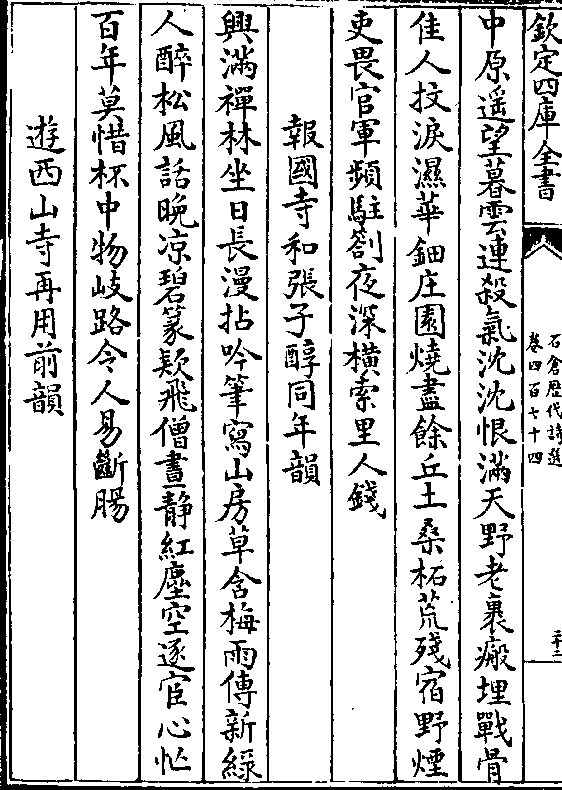 欽定四庫全書
石倉歷代詩選
卷四百七十四
二十二
中原遥望暮雲連殺氣沈沈恨滿天野老裹瘢埋戰骨
佳人抆淚濕華鈿庄園燒盡餘丘土桑柘荒殘宿野煙
吏畏官軍頻駐劄夜深橫索里人錢
報國寺和張子醇同年韻
興滿禪林坐日長漫拈吟筆寫山房草含梅雨傳新綠
人醉松風話晚凉碧篆欵飛僧晝静紅塵空逐宦心忙
百年莫惜杯中物岐路令人易斷腸
遊西山寺再用前韻